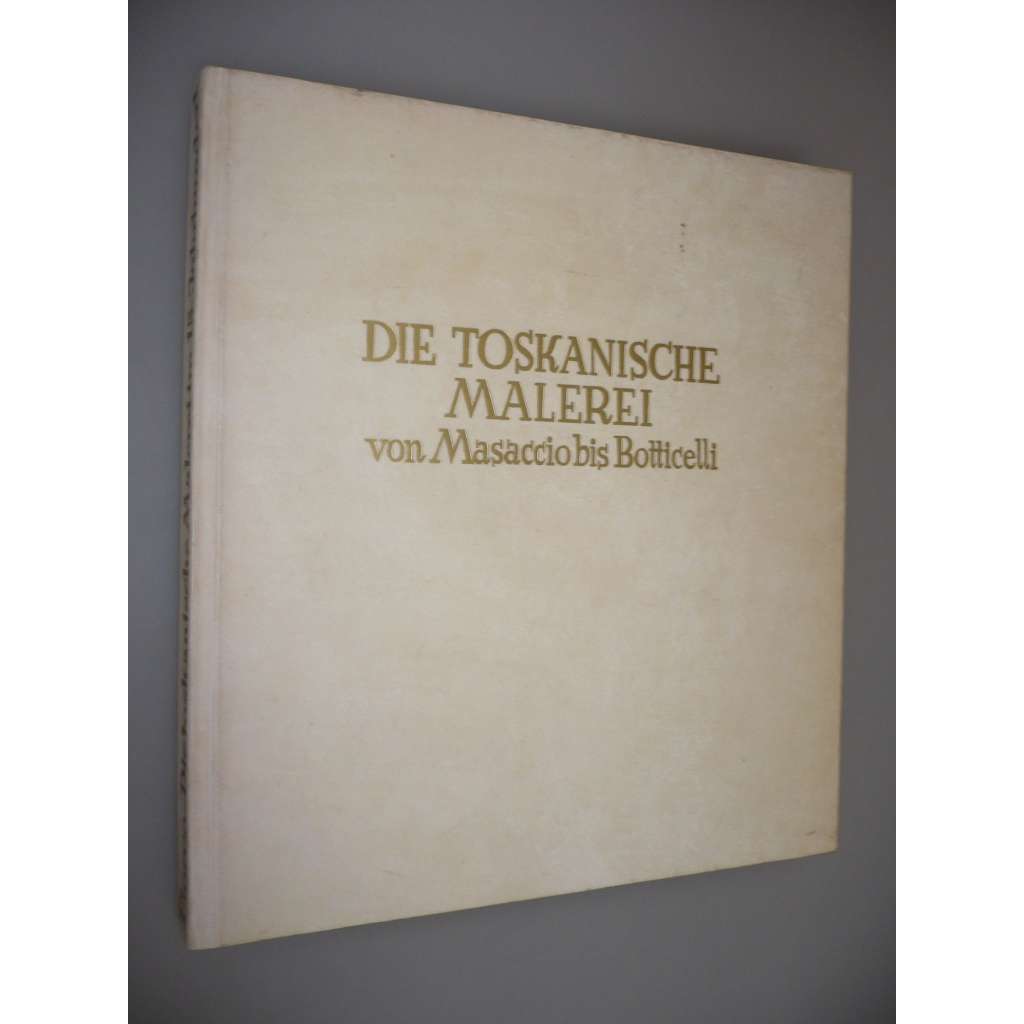 DIE TOSKANISCHE
MALEREI
von Masaccio bis Botticelli